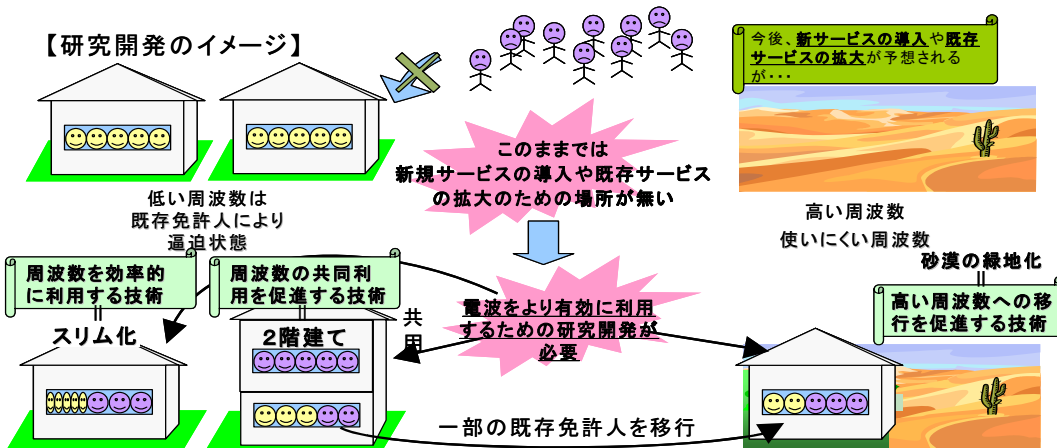 【研究開発のイメージ】
今後、新サービスの導入や既存
サービスの拡大が予想される
が・・・
このままでは
新規サービスの導入や既存サービス
の拡大のための場所が無い
低い周波数は
既存免許人により
逼迫状態
高い周波数
使いにくい周波数
周波数を効率的
に利用する技術
スリム化
周波数の共同利
用を促進する技術
2階建て
共用
電波をより有効に利用
するための研究開発が
必要
砂漠の緑地化
高い周波数への移
行を促進する技術
一部の既存免許人を移行